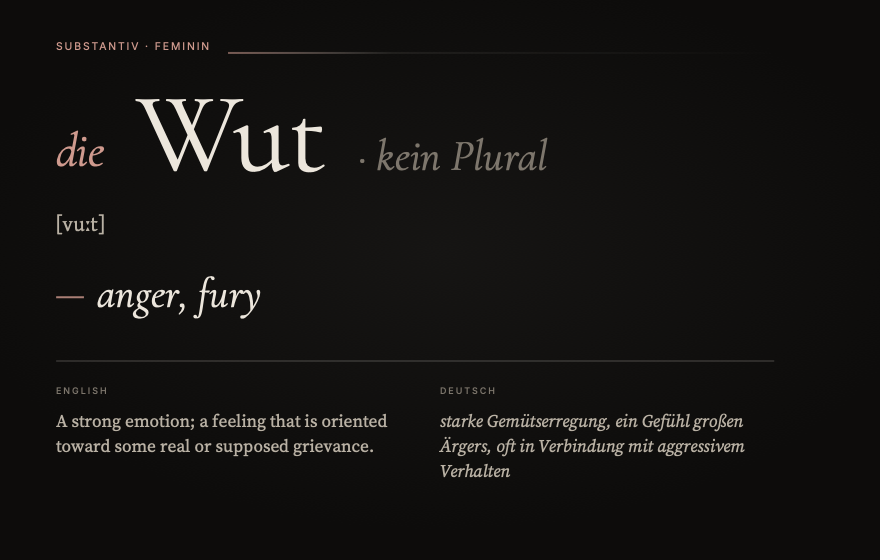 SUBSTANTIV · FEMININ
die Wut · kein Plural
[vuːt]
— anger, fury
ENGLISH
A strong emotion; a feeling that is oriented
toward some real or supposed grievance.
DEUTSCH
starke Gemütserregung, ein Gefühl großen
Ärgers, oft in Verbindung mit aggressivem
Verhalten